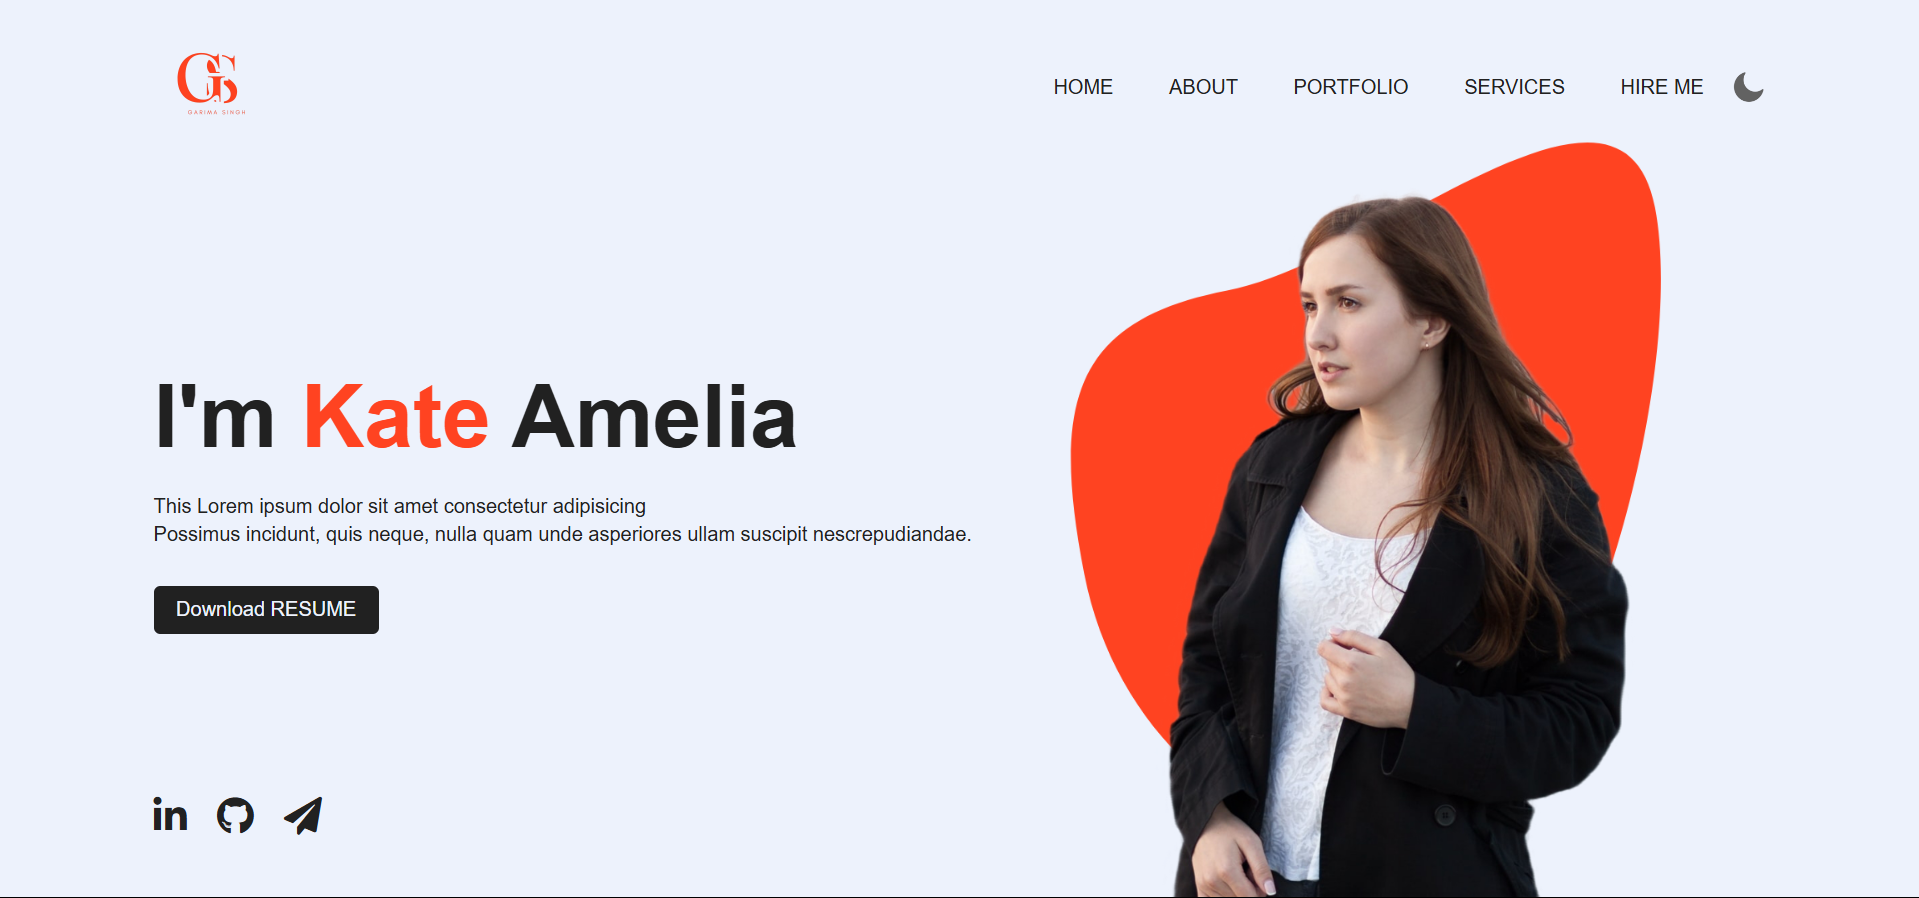 GS
GARIMA SINGH
HOME ABOUT PORTFOLIO SERVICES HIRE ME
I'm Kate Amelia
This Lorem ipsum dolor sit amet consectetur adipisicing
Possimus incidunt, quis neque, nulla quam unde asperiores ullam suscipit nescrepudiandae.
Download RESUME
in